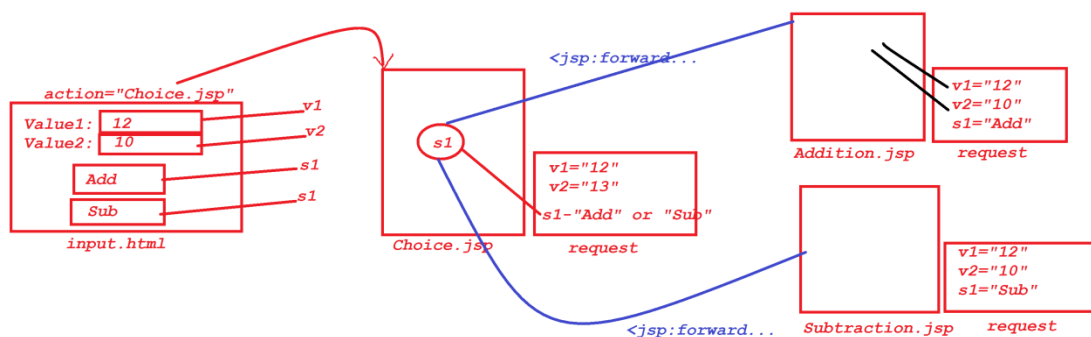 action="Choice.jsp"
Value1: 12
v1
Value2: 10
v2
Add
s1
Sub
s1
input.html
s1
Choice.jsp
v1="12"
v2="13"
s1-"Add" or "Sub"
request
<jsp:forward...
Addition.jsp
v1="12"
v2="10"
s1="Add"
request
<jsp:forward...
Subtraction.jsp
v1="12"
v2="10"
s1="Sub"
request